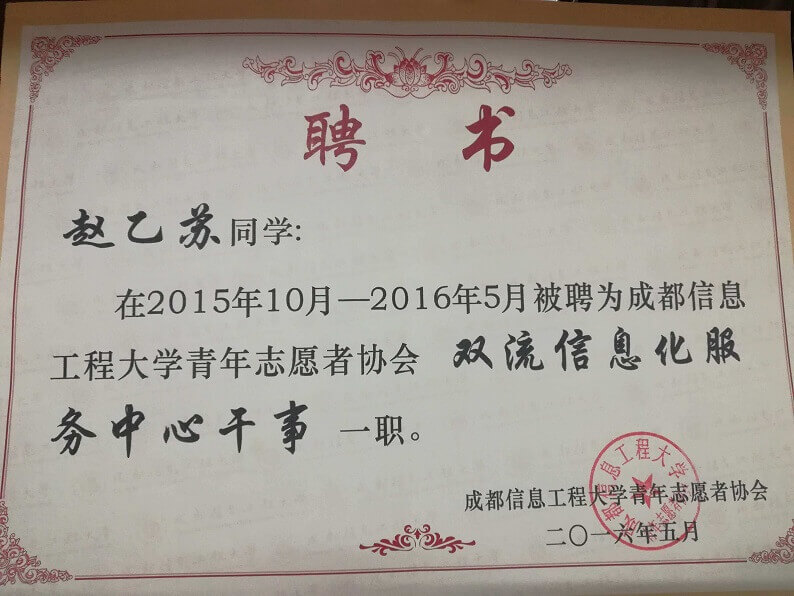 聘 书
赵乙苏同学:
在2015年10月—2016年5月被聘为成都信息
工程大学青年志愿者协会 双流信息化服
务中心干事 一职。
成都信息工程大学
成都信息工程大学青年志愿者协会
二〇一六年五月